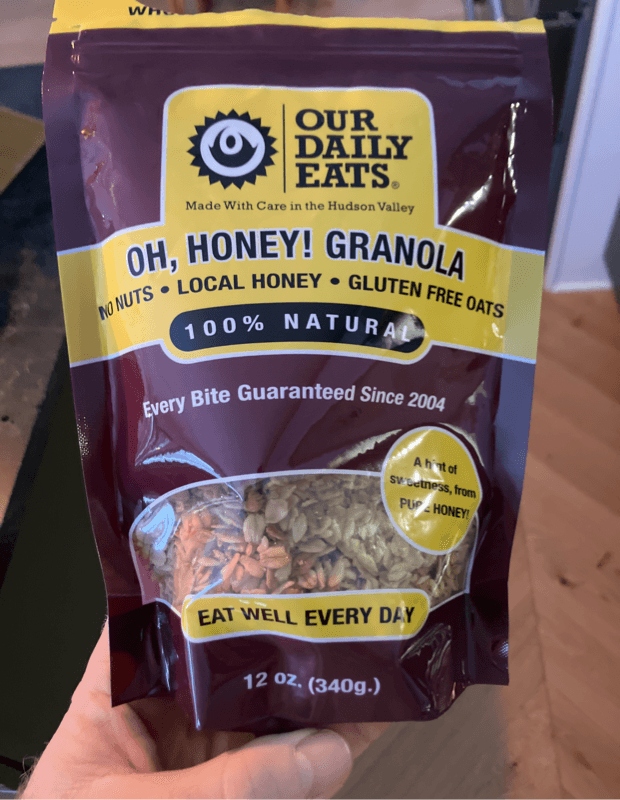 OUR
DAILY
EATS®
Made With Care in the Hudson Valley
OH, HONEY! GRANOLA
NO NUTS • LOCAL HONEY • GLUTEN FREE OATS
100% NATURAL
Every Bite Guaranteed Since 2004
A hint of
sweetness, from
PURE HONEY!
EAT WELL EVERY DAY
12 oz. (340g.)